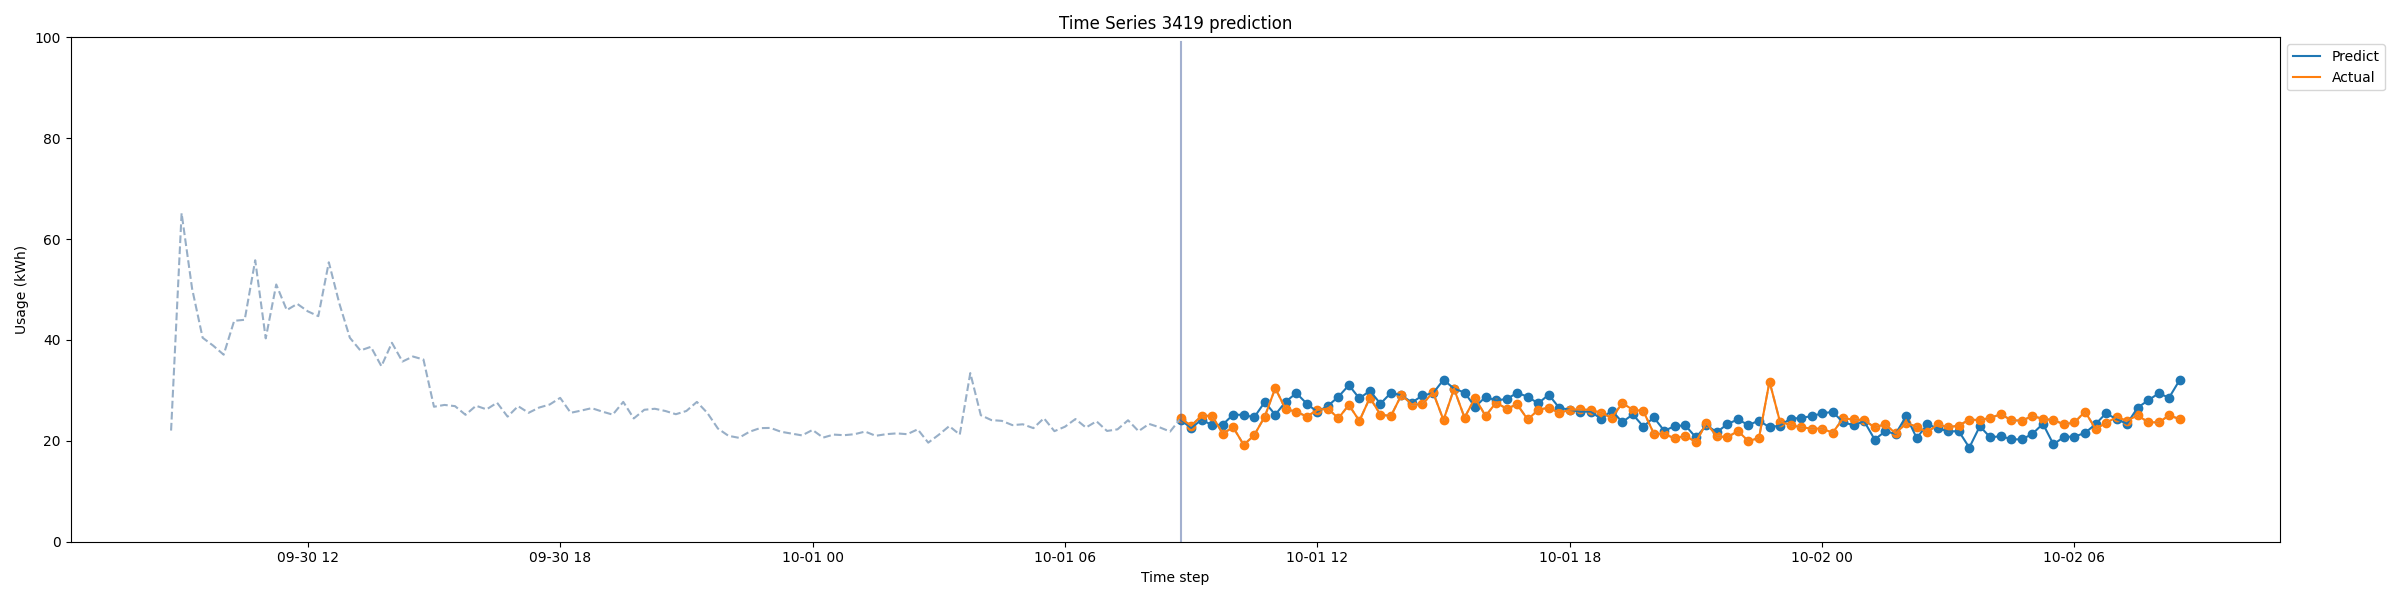 Time Series 3419 prediction
100
80
60
40
20
0
Usage (kWh)
09-30 12
09-30 18
10-01 00
10-01 06
10-01 12
10-01 18
10-02 00
10-02 06
Time step
Predict
Actual